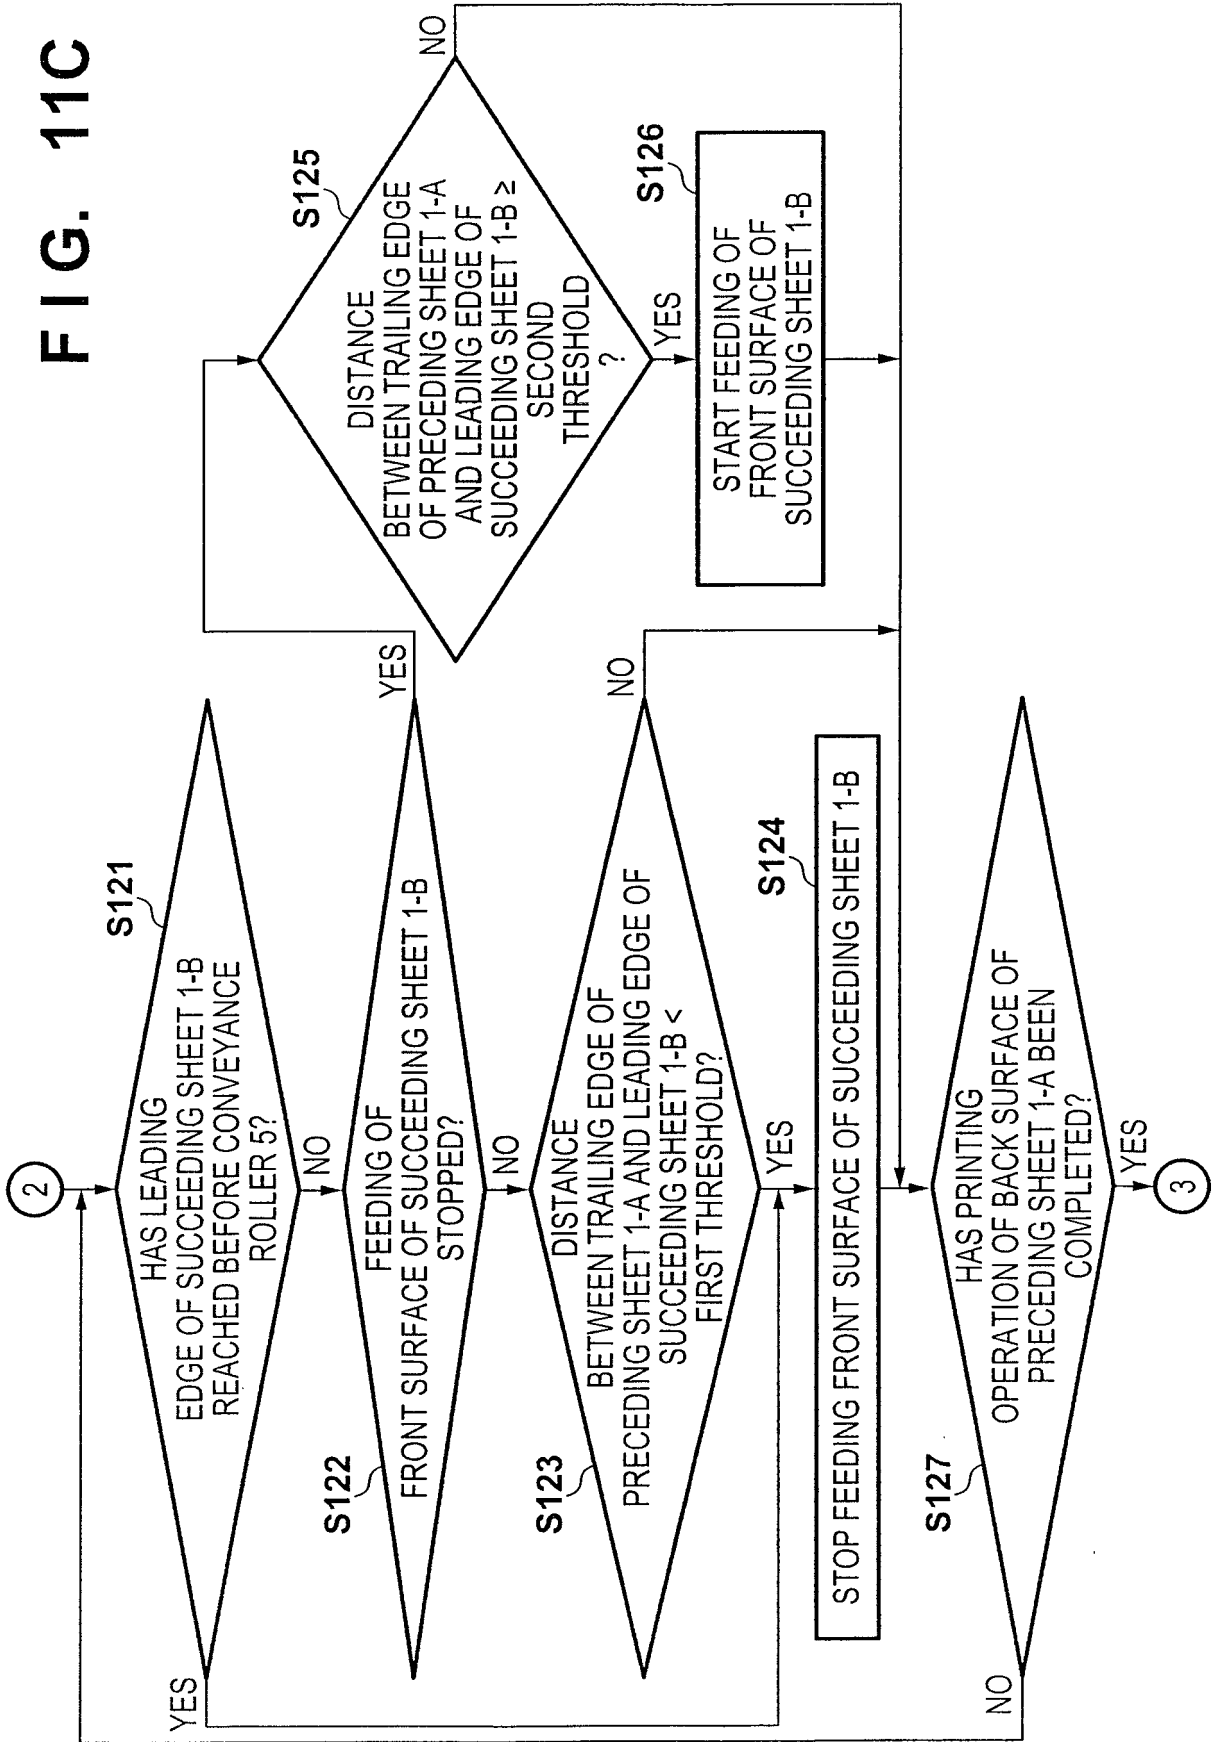 FIG. 11C
2
S121
HAS LEADING
EDGE OF SUCCEEDING SHEET 1-B
REACHED BEFORE CONVEYANCE
ROLLER 5?
YES
NO
S122
FEEDING OF
FRONT SURFACE OF SUCCEEDING SHEET 1-B
STOPPED?
YES
NO
S123
DISTANCE
BETWEEN TRAILING EDGE OF
PRECEDING SHEET 1-A AND LEADING EDGE OF
SUCCEEDING SHEET 1-B <
FIRST THRESHOLD?
NO
YES
S124
STOP FEEDING FRONT SURFACE OF SUCCEEDING SHEET 1-B
S125
DISTANCE
BETWEEN TRAILING EDGE
OF PRECEDING SHEET 1-A
AND LEADING EDGE OF
SUCCEEDING SHEET 1-B ≥
SECOND
THRESHOLD
?
NO
YES
S126
START FEEDING OF
FRONT SURFACE OF
SUCCEEDING SHEET 1-B
S127
HAS PRINTING
OPERATION OF BACK SURFACE OF
PRECEDING SHEET 1-A BEEN
COMPLETED?
NO
YES
3